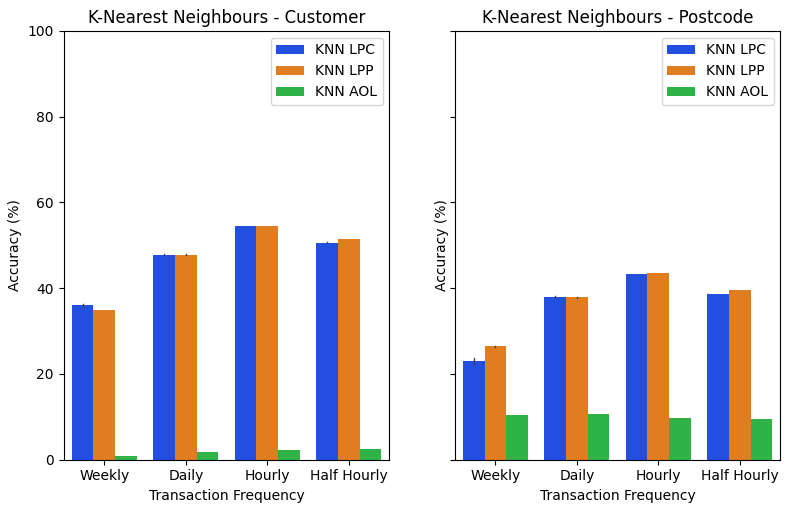 K-Nearest Neighbours - Customer
100
80
60
40
20
0
Accuracy (%)
KNN LPC
KNN LPP
KNN AOL
Weekly Daily Hourly Half Hourly
Transaction Frequency
K-Nearest Neighbours - Postcode
Accuracy (%)
KNN LPC
KNN LPP
KNN AOL
Weekly Daily Hourly Half Hourly
Transaction Frequency